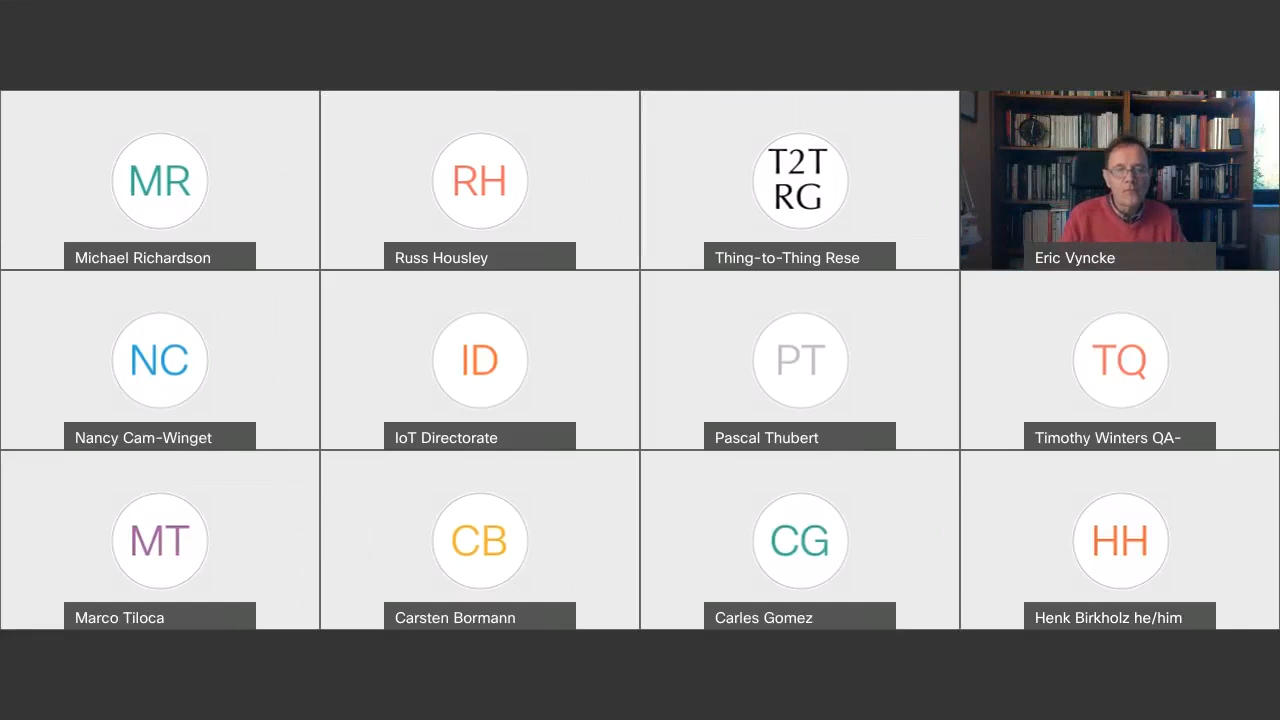 MR
Michael Richardson
RH
Russ Housley
T2T
RG
Thing-to-Thing Rese
Eric Vyncke
NC
Nancy Cam-Winget
ID
IoT Directorate
PT
Pascal Thubert
TQ
Timothy Winters QA-
MT
Marco Tiloca
CB
Carsten Bormann
CG
Carles Gomez
HH
Henk Birkholz he/him